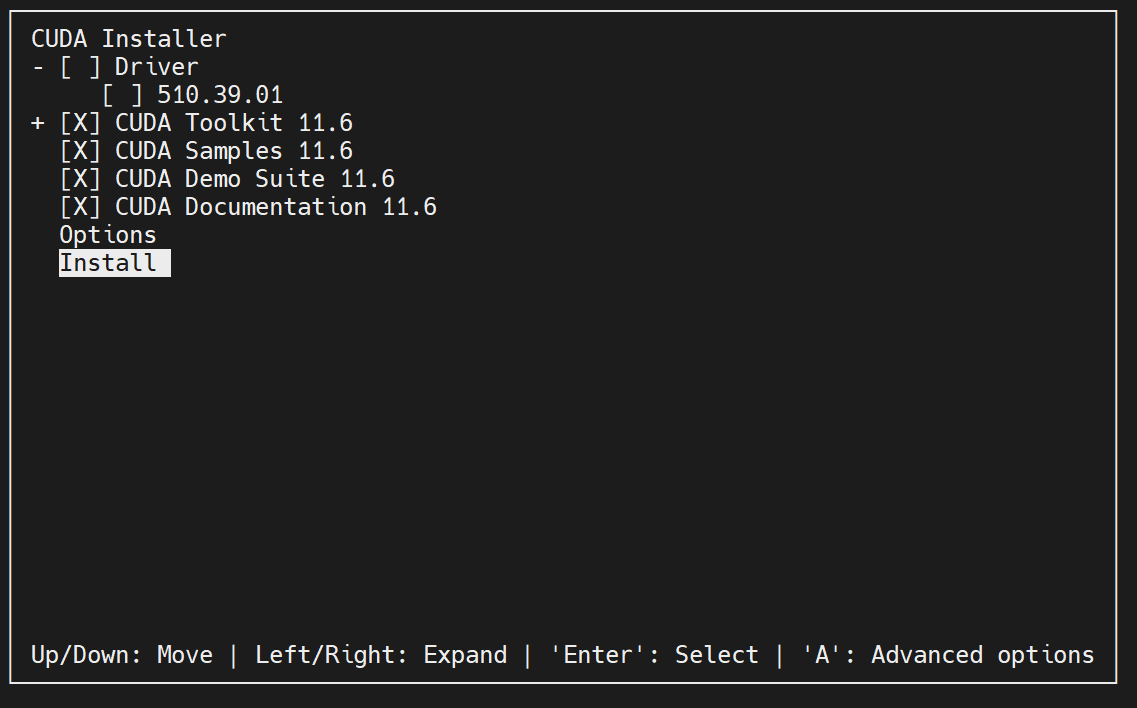 CUDA Installer
- [ ] Driver
[ ] 510.39.01
+ [X] CUDA Toolkit 11.6
[X] CUDA Samples 11.6
[X] CUDA Demo Suite 11.6
[X] CUDA Documentation 11.6
Options
Install
Up/Down: Move | Left/Right: Expand | 'Enter': Select | 'A': Advanced options